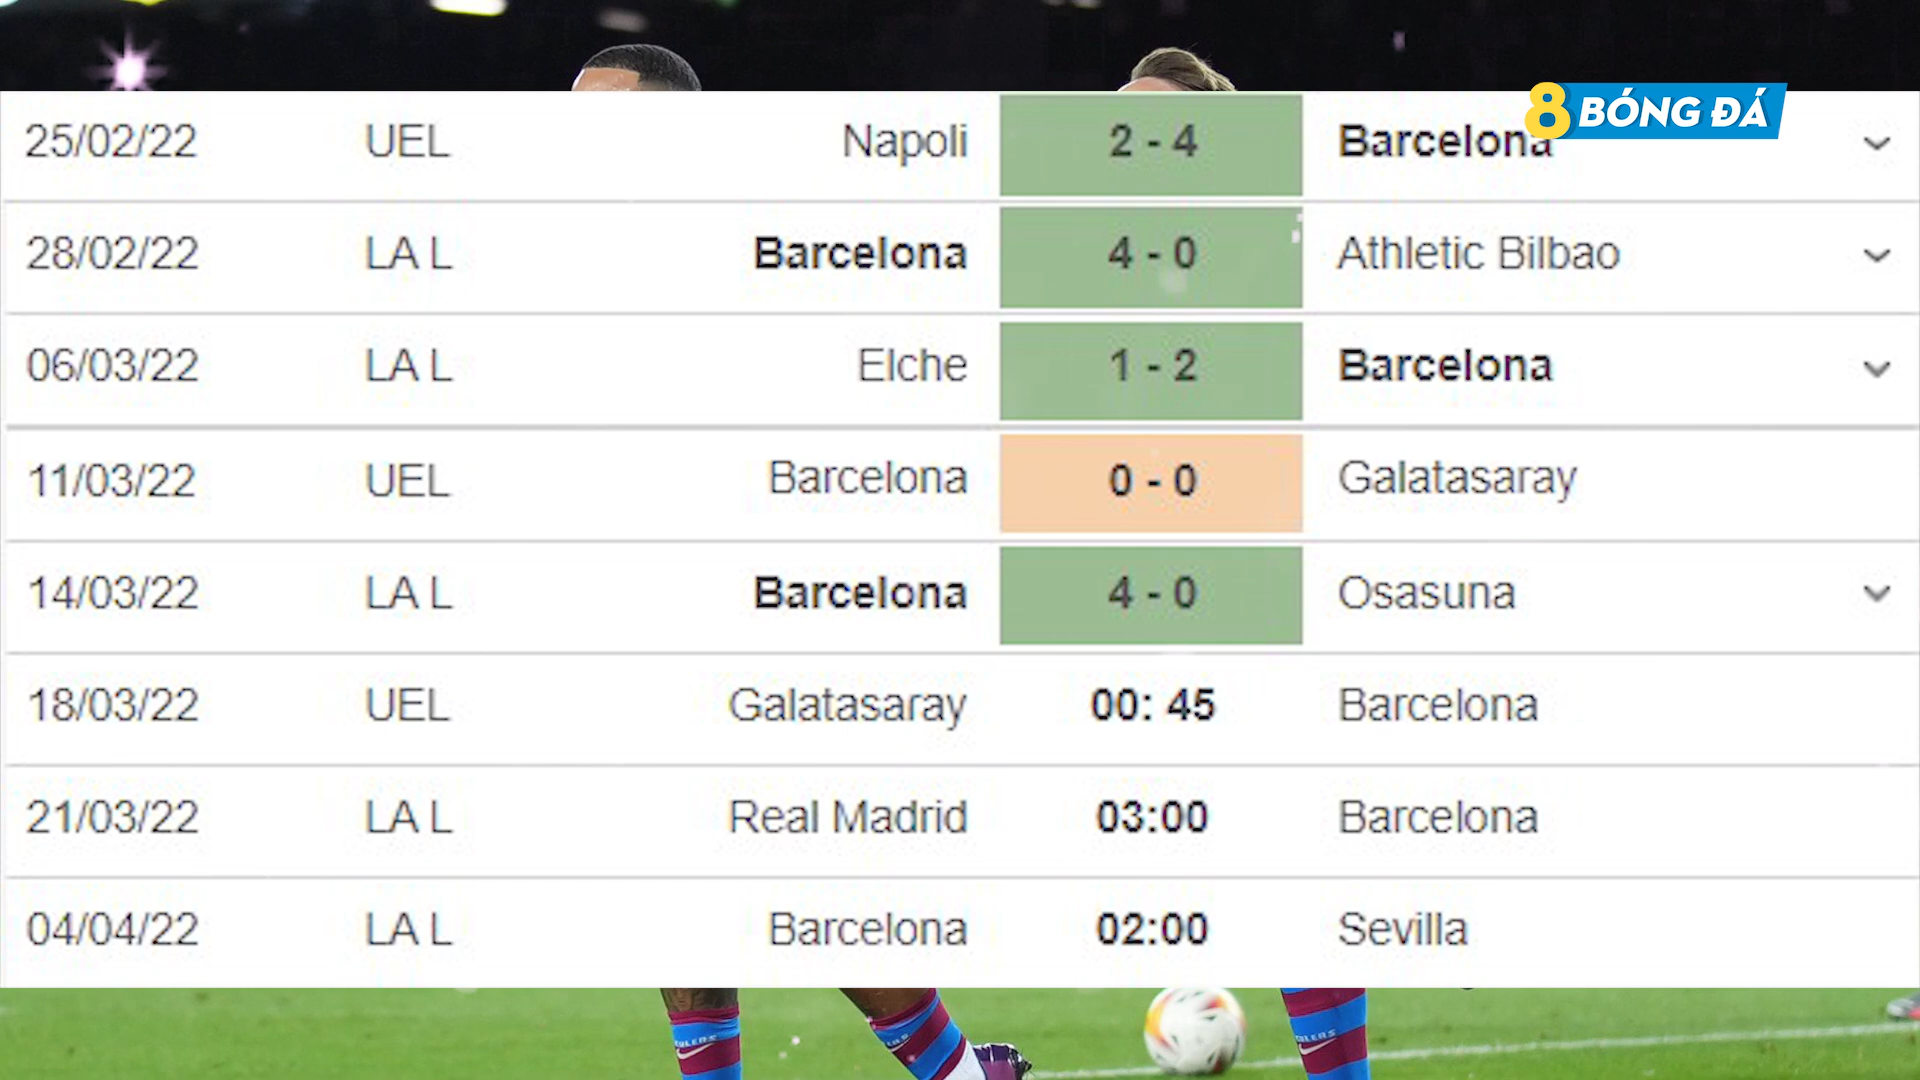 8 BÓNG ĐÁ
25/02/22 UEL Napoli 2 - 4 Barcelona
28/02/22 LA L Barcelona 4 - 0 Athletic Bilbao
06/03/22 LA L Elche 1 - 2 Barcelona
11/03/22 UEL Barcelona 0 - 0 Galatasaray
14/03/22 LA L Barcelona 4 - 0 Osasuna
18/03/22 UEL Galatasaray 00: 45 Barcelona
21/03/22 LA L Real Madrid 03:00 Barcelona
04/04/22 LA L Barcelona 02:00 Sevilla